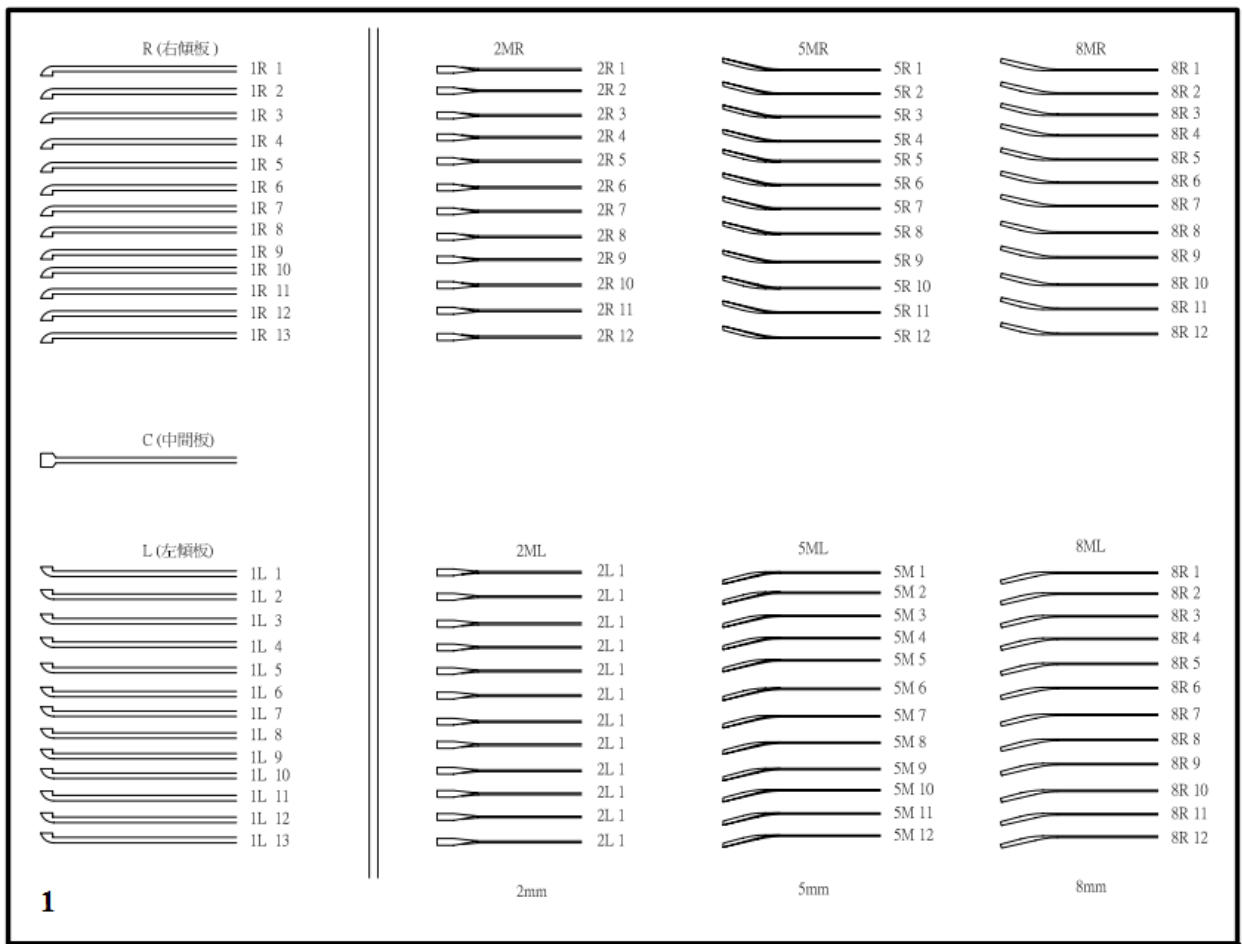 R (右傾板 )
1R 1
1R 2
1R 3
1R 4
1R 5
1R 6
1R 7
1R 8
1R 9
1R 10
1R 11
1R 12
1R 13
C (中間板)
L (左傾板)
1L 1
1L 2
1L 3
1L 4
1L 5
1L 6
1L 7
1L 8
1L 9
1L 10
1L 11
1L 12
1L 13
1
2MR
2R 1
2R 2
2R 3
2R 4
2R 5
2R 6
2R 7
2R 8
2R 9
2R 10
2R 11
2R 12
2ML
2L 1
2L 1
2L 1
2L 1
2L 1
2L 1
2L 1
2L 1
2L 1
2L 1
2L 1
2L 1
2mm
5MR
5R 1
5R 2
5R 3
5R 4
5R 5
5R 6
5R 7
5R 8
5R 9
5R 10
5R 11
5R 12
5ML
5M 1
5M 2
5M 3
5M 4
5M 5
5M 6
5M 7
5M 8
5M 9
5M 10
5M 11
5M 12
5mm
8MR
8R 1
8R 2
8R 3
8R 4
8R 5
8R 6
8R 7
8R 8
8R 9
8R 10
8R 11
8R 12
8ML
8R 1
8R 2
8R 3
8R 4
8R 5
8R 6
8R 7
8R 8
8R 9
8R 10
8R 11
8R 12
8mm